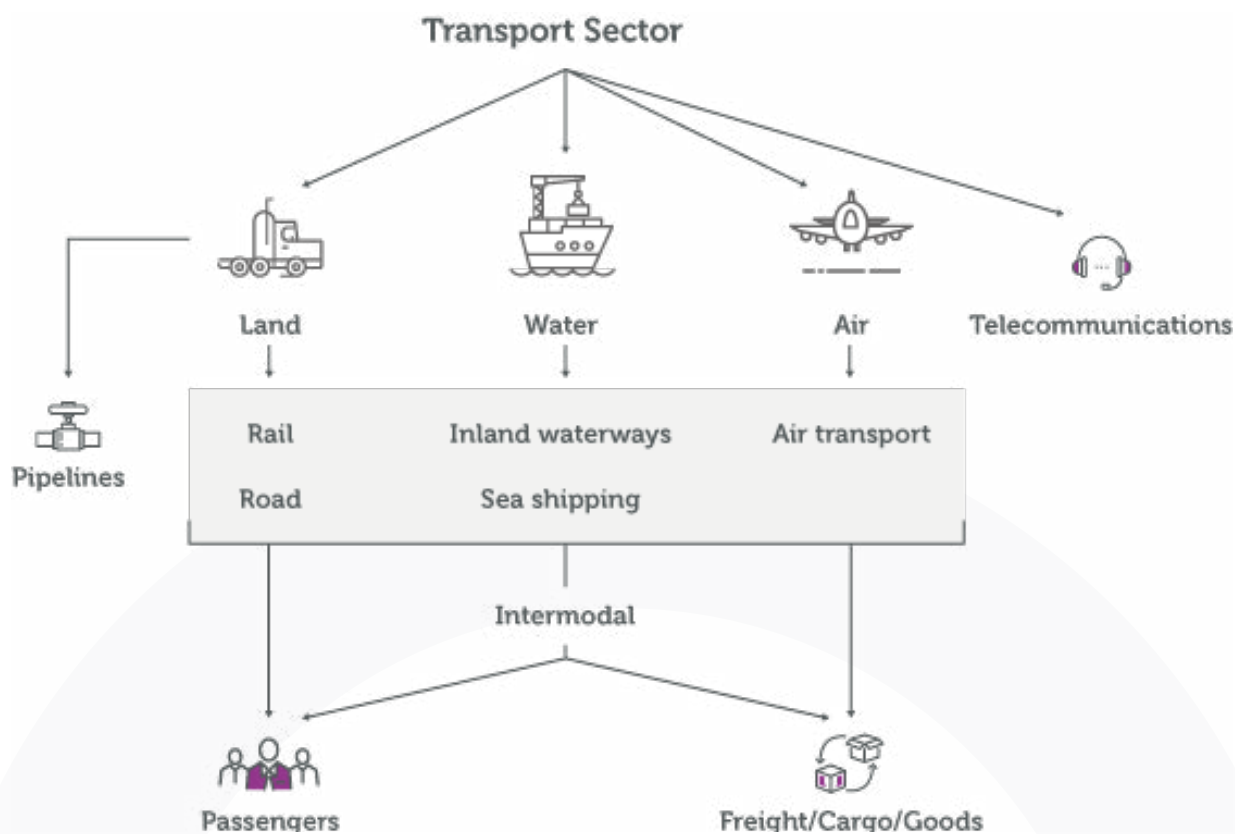 Transport Sector
Land
Water
Air
Telecommunications
Rail
Inland waterways
Air transport
Pipelines
Road
Sea shipping
Intermodal
Passengers
Freight/Cargo/Goods